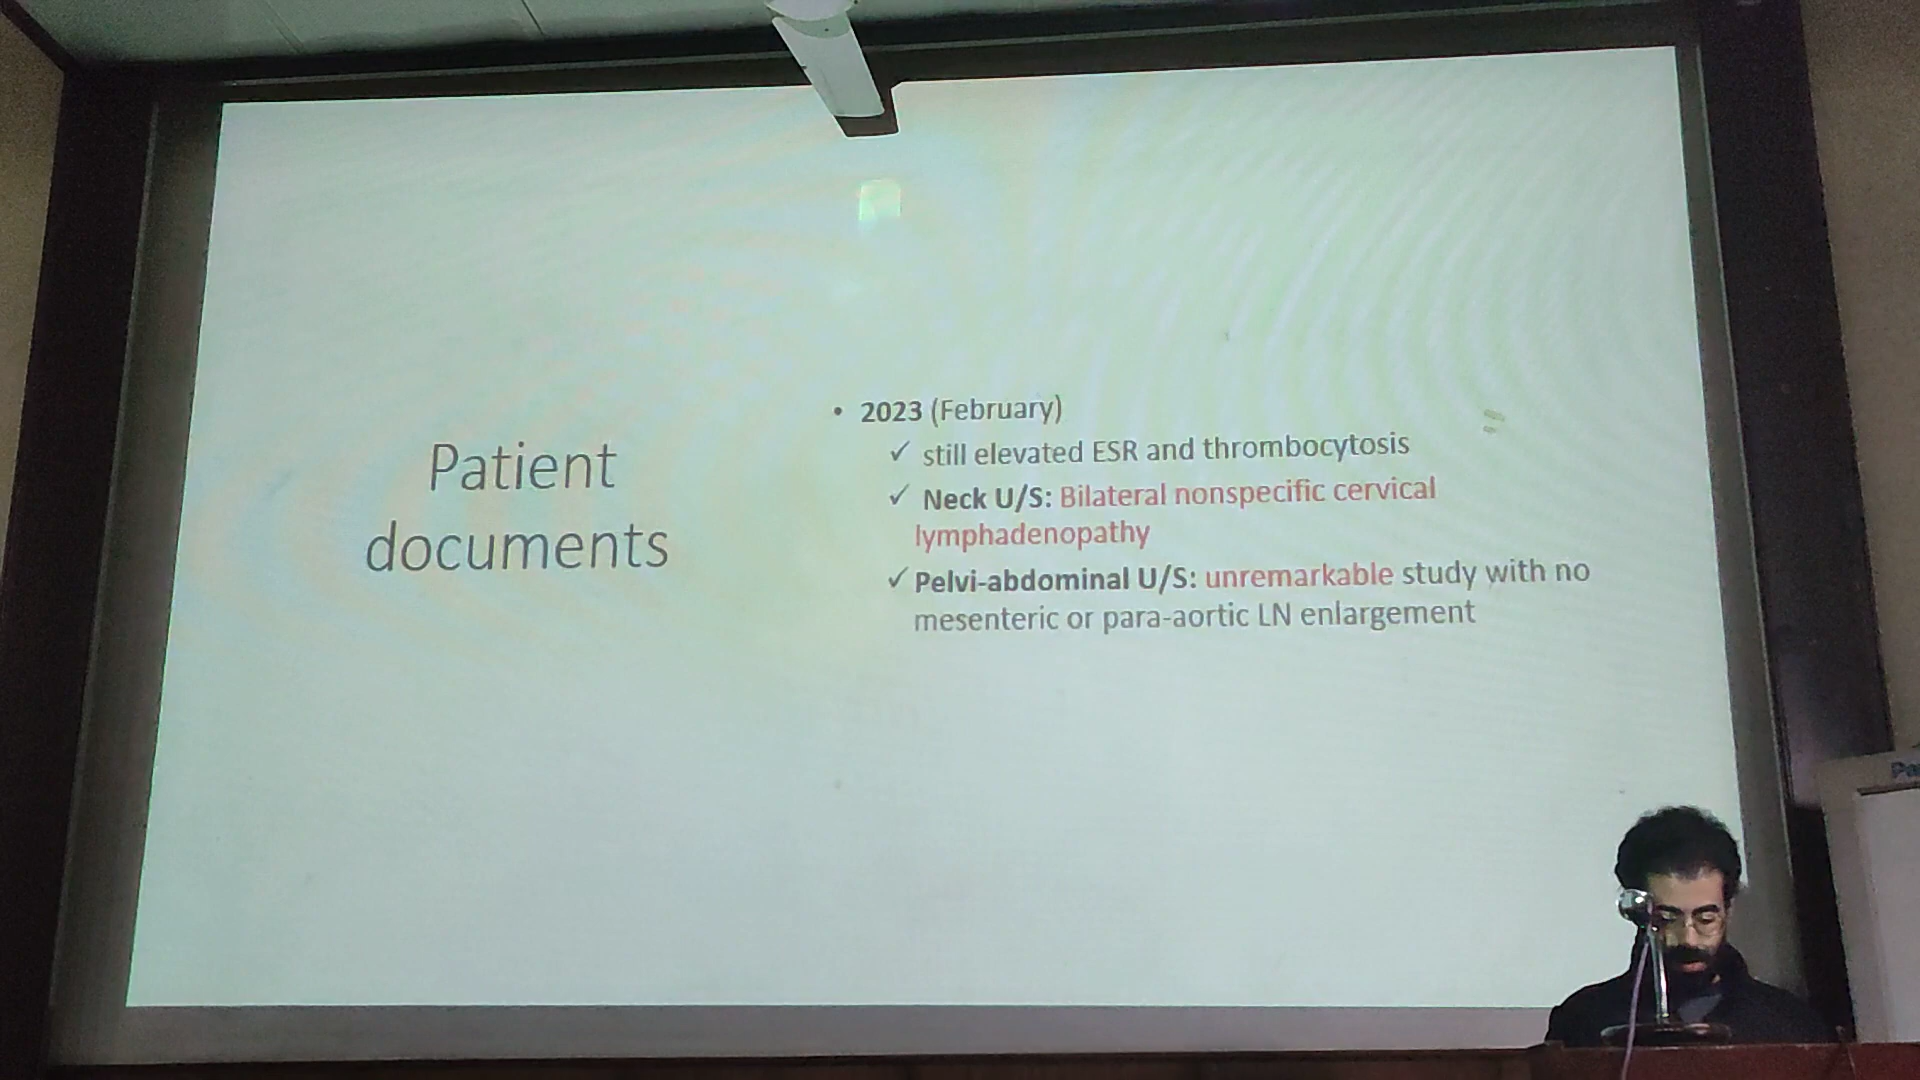 Patient
documents
• 2023 (February)
✓ still elevated ESR and thrombocytosis
✓ Neck U/S: Bilateral nonspecific cervical
lymphadenopathy
✓ Pelvi-abdominal U/S: unremarkable study with no
mesenteric or para-aortic LN enlargement